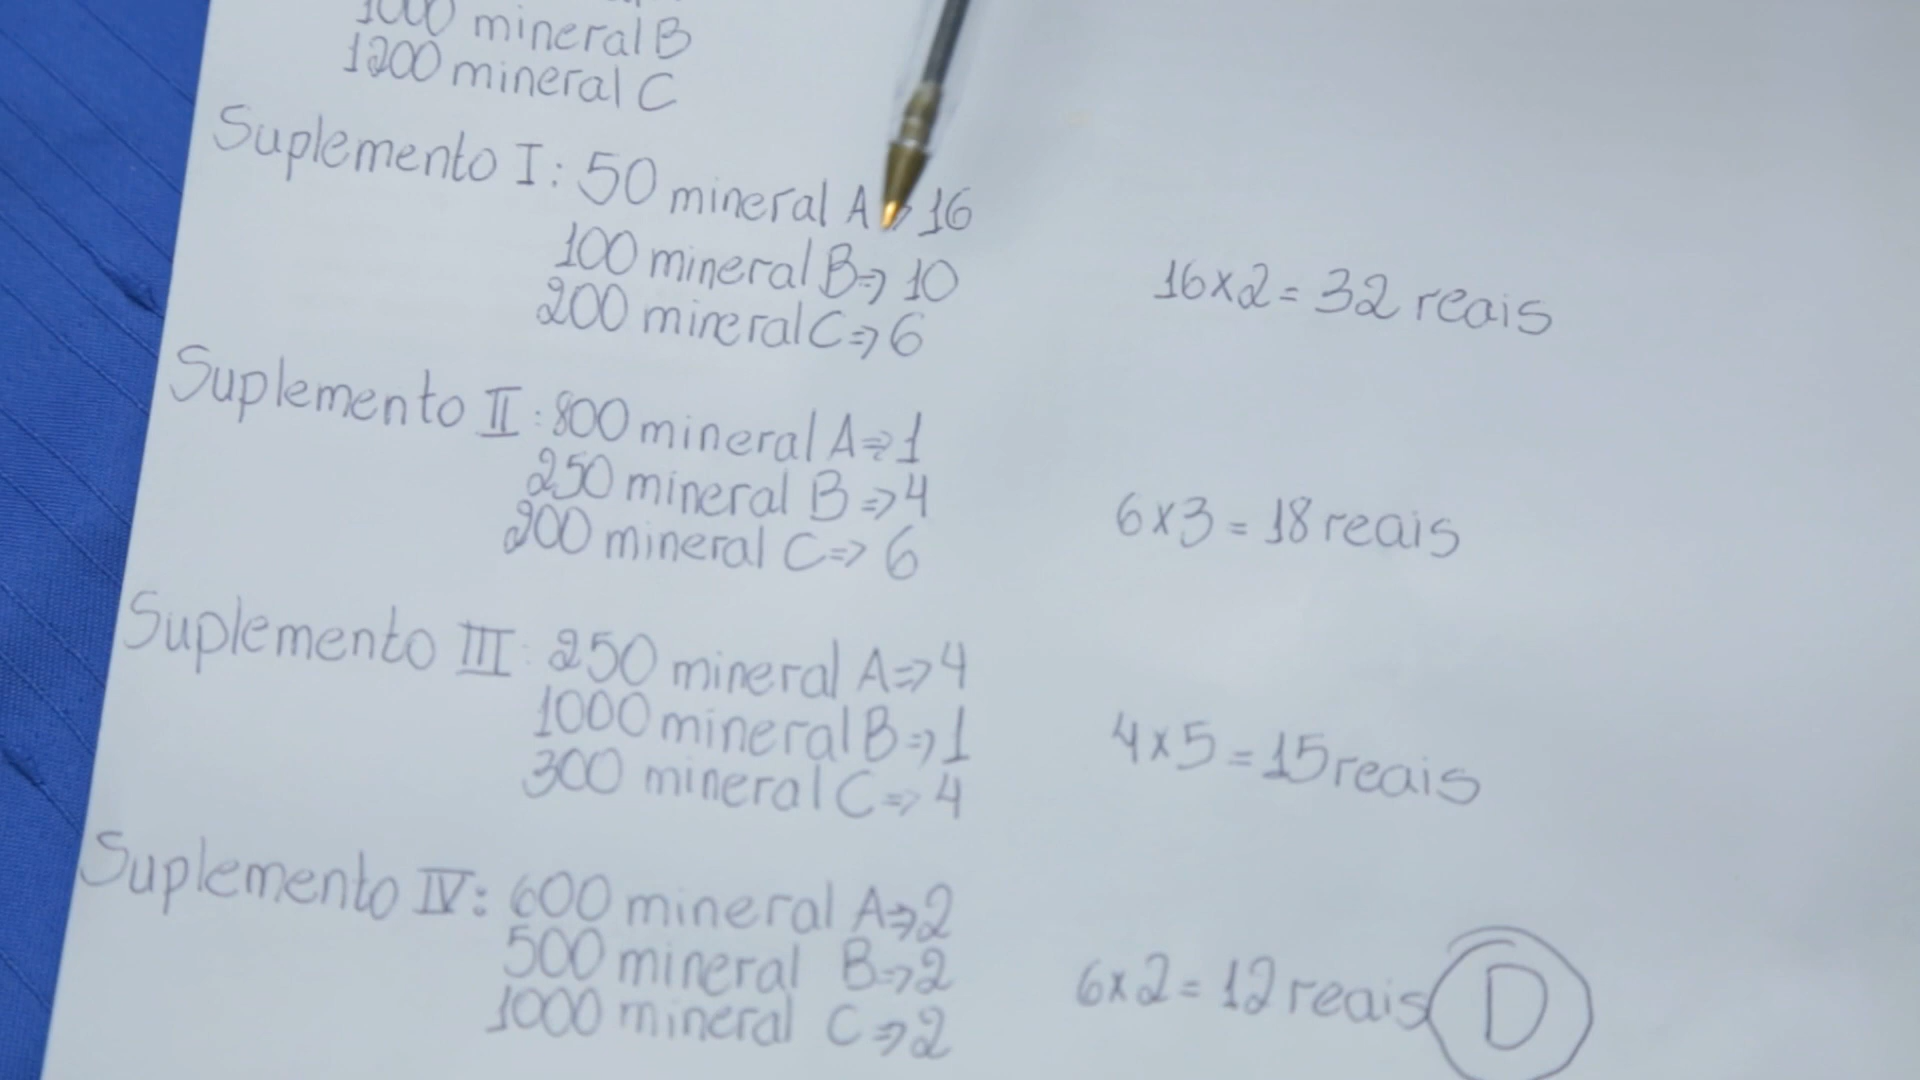 1000 mineral B
1200 mineral C
Suplemento I: 50 mineral A => 16
100 mineral B => 10
200 mineral C => 6
16x2 = 32 reais
Suplemento II: 800 mineral A => 1
250 mineral B => 4
200 mineral C => 6
6x3 = 18 reais
Suplemento III: 250 mineral A => 4
1000 mineral B => 1
300 mineral C => 4
4x5 = 15 reais
Suplemento IV: 600 mineral A => 2
500 mineral B => 2
1000 mineral C => 2
6x2 = 12 reais D